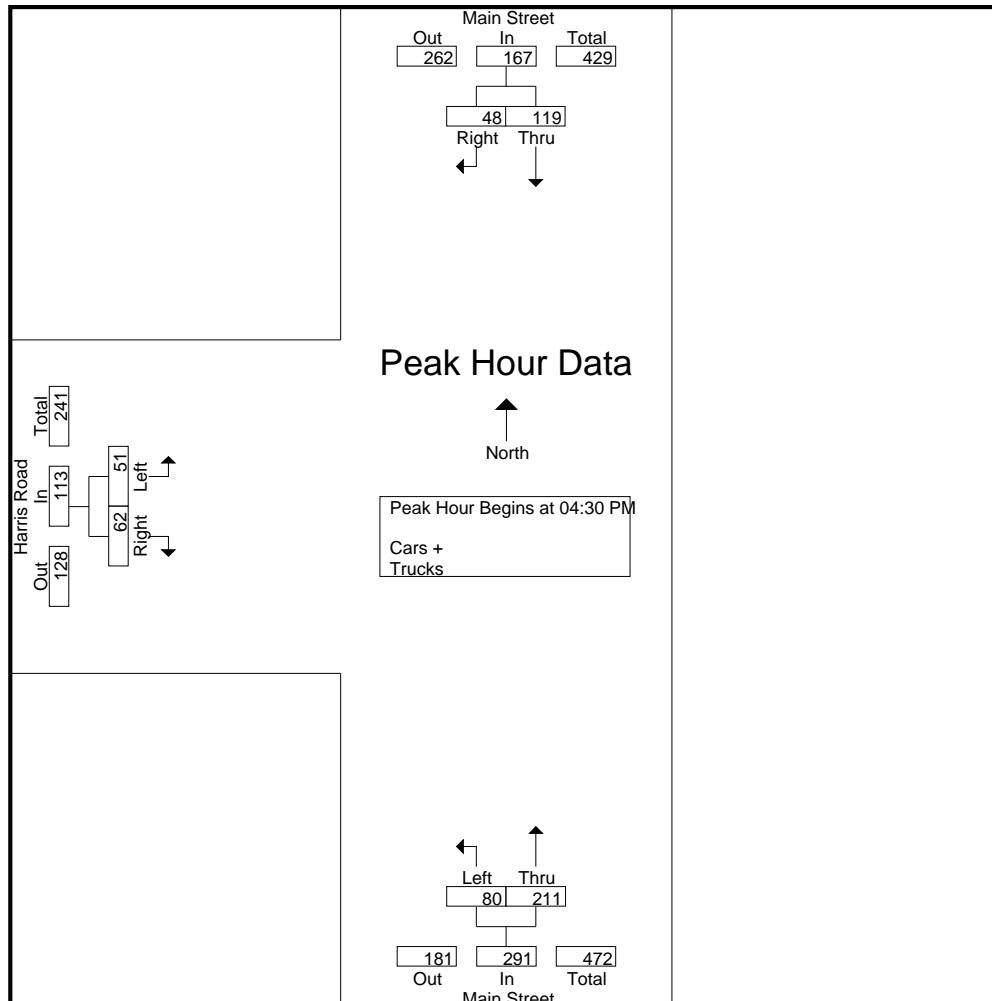 Main Street
Out In Total
262 167 429
48 119
Right Thru
Peak Hour Data
North
Peak Hour Begins at 04:30 PM
Cars +
Trucks
Harris Road
Out In Total
128 113 241
62 51
Right Left
Left Thru
80 211
181 291 472
Out In Total
Main Street